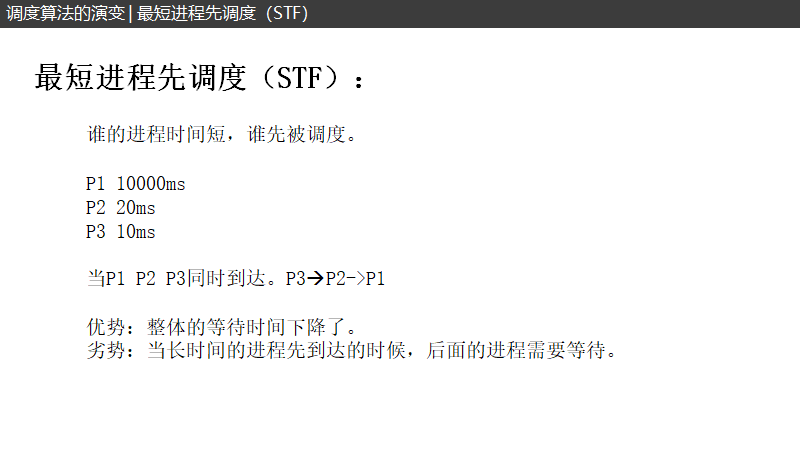 调度算法的演变 | 最短进程先调度（STF）
最短进程先调度（STF）：
谁的进程时间短，谁先被调度。
P1 10000ms
P2 20ms
P3 10ms
当P1 P2 P3同时到达。P3→P2->P1
优势：整体的等待时间下降了。
劣势：当长时间的进程先到达的时候，后面的进程需要等待。